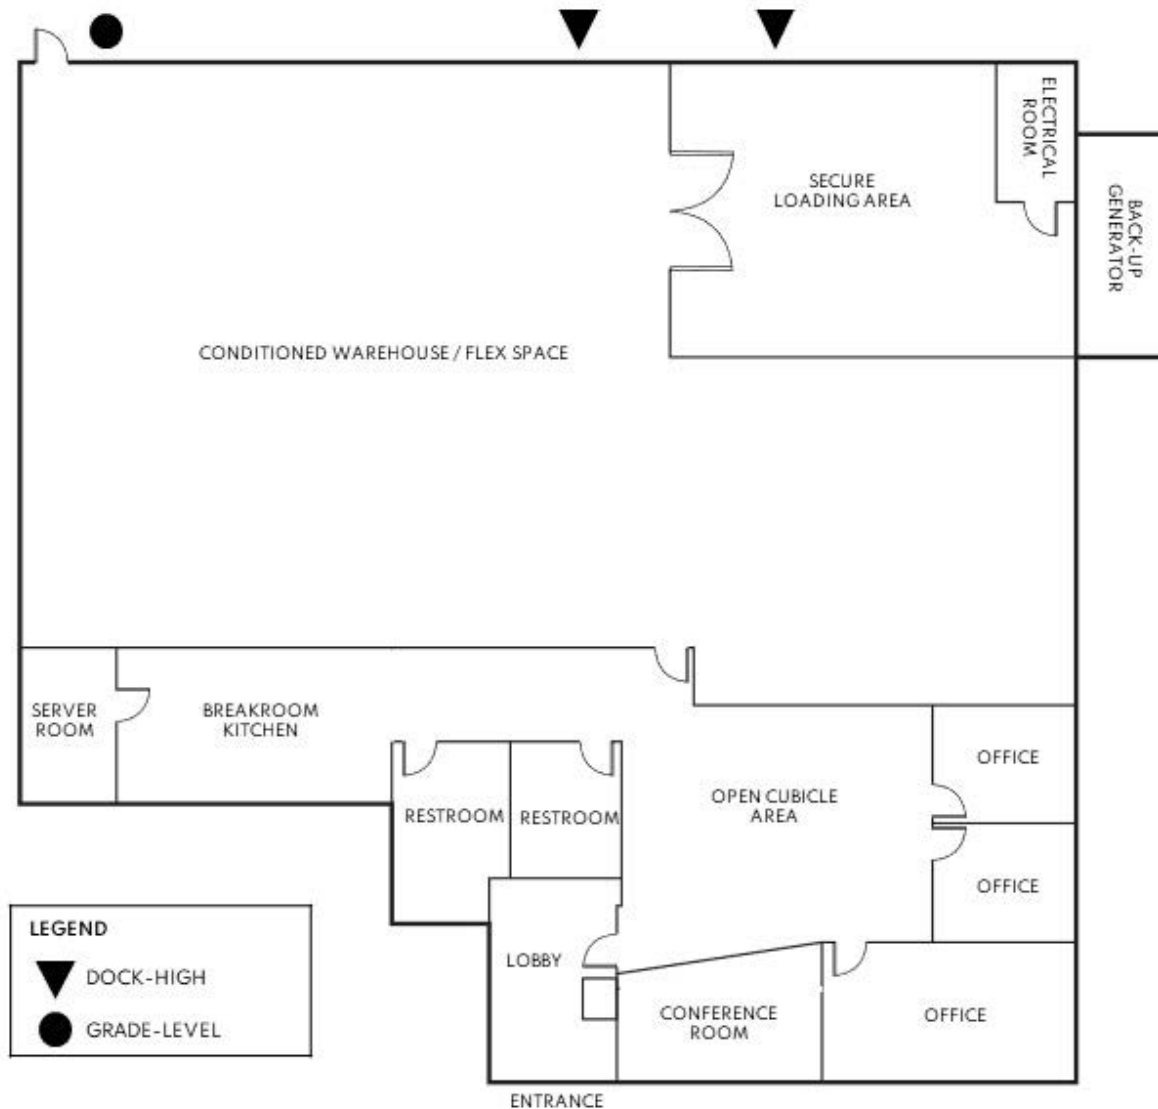 ELECTRICAL
ROOM
SECURE
LOADING AREA
BACK-UP
GENERATOR
CONDITIONED WAREHOUSE / FLEX SPACE
SERVER
ROOM
BREAKROOM
KITCHEN
OFFICE
OPEN CUBICLE
AREA
RESTROOM
RESTROOM
OFFICE
LEGEND
DOCK-HIGH
GRADE-LEVEL
LOBBY
CONFERENCE
ROOM
OFFICE
ENTRANCE